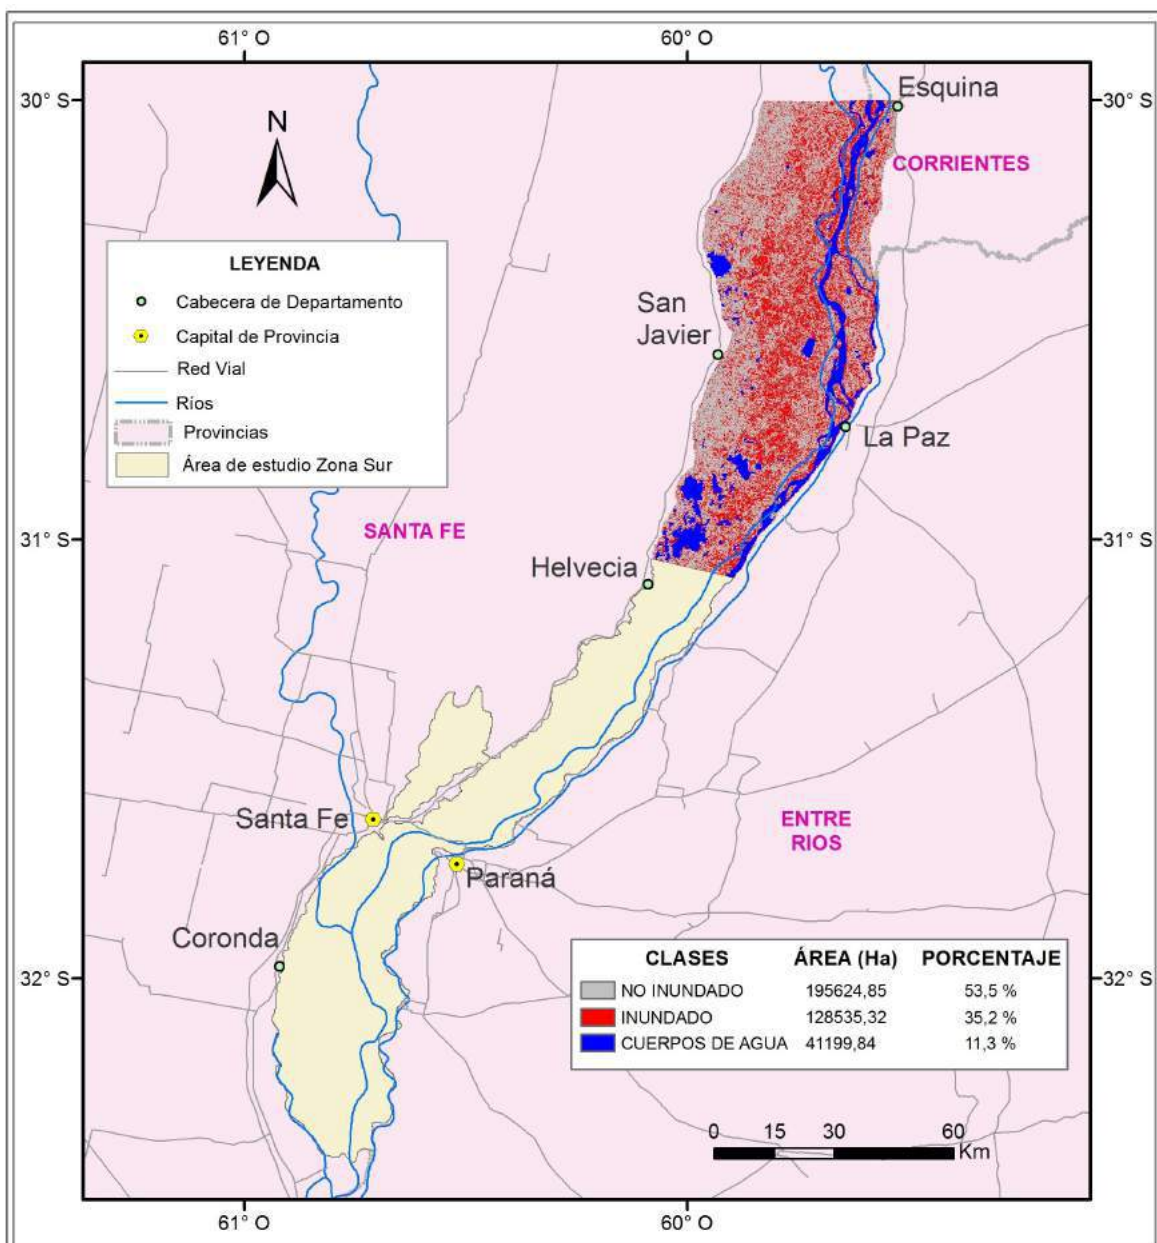 61° O 60° O
30° S 30° S
Esquina
N
CORRIENTES
LEYENDA
Cabecera de Departamento
Capital de Provincia
Red Vial
Ríos
Provincias
Área de estudio Zona Sur
San
Javier
La Paz
SANTA FE
31° S 31° S
Helvecia
Santa Fe
ENTRE
RIOS
Paraná
Coronda
32° S 32° S
CLASES ÁREA (Ha) PORCENTAJE
NO INUNDADO 195624,85 53,5 %
INUNDADO 128535,32 35,2 %
CUERPOS DE AGUA 41199,84 11,3 %
0 15 30 60
Km
61° O 60° O